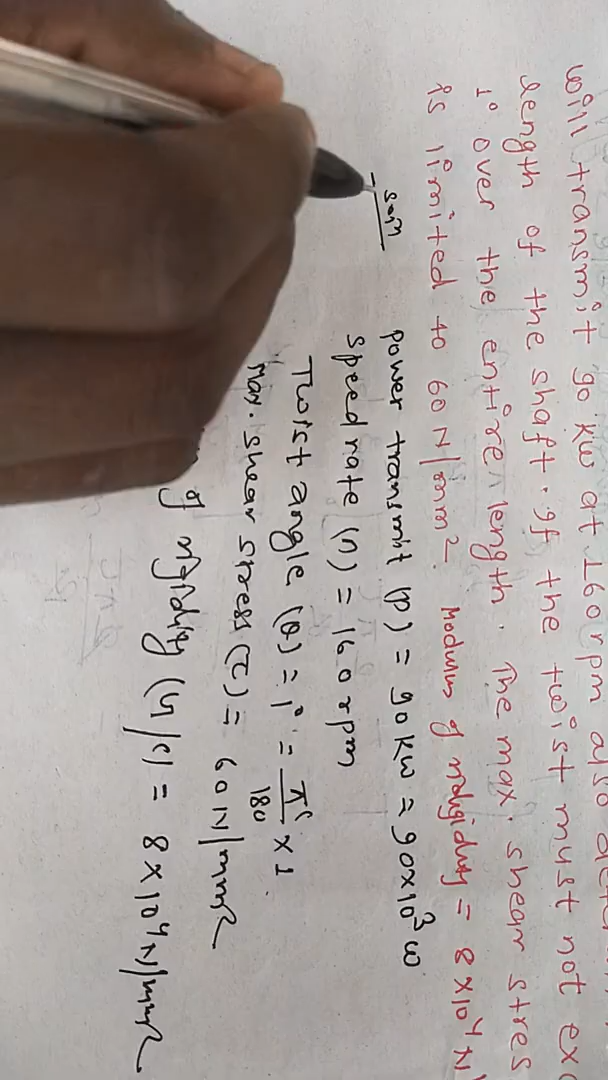 will transmit 90 kw at 160 rpm also
length of the shaft. If the twist must not
1° over the entire length. The max. shear stres
is limited to 60 N/mm². Modulus of rdigidity = 8×10⁴ N
Soln
power transmit (P) = 90 kw = 90×10³ w
Speed rate (n) = 160 rpm
Twist angle (θ) = 1° = π/180 × 1
max. shear stress (τ) = 60 N/mm²
of rigidity = 8×10⁴ N/mm²